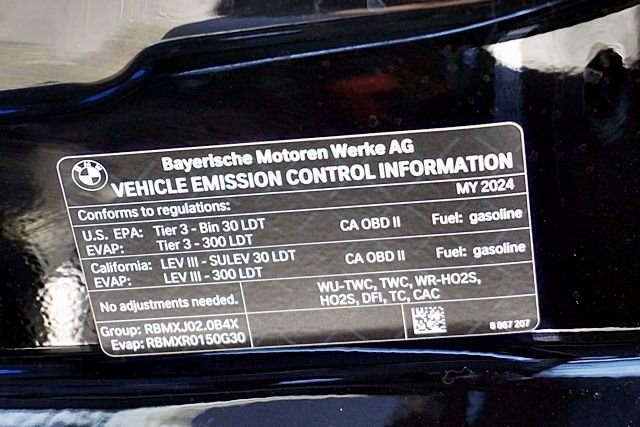 BMW
Bayerische Motoren Werke AG
VEHICLE EMISSION CONTROL INFORMATION
MY 2024
Conforms to regulations:
U.S. EPA: Tier 3 - Bin 30 LDT CA OBD II Fuel: gasoline
EVAP: Tier 3 - 300 LDT
California: LEV III - SULEV 30 LDT CA OBD II Fuel: gasoline
EVAP: LEV III - 300 LDT
No adjustments needed.
WU-TWC, TWC, WR-HO2S,
HO2S, DFI, TC, CAC
Group: RBMXJ02.0B4X
Evap: RBMXR0150G30
8 867 207